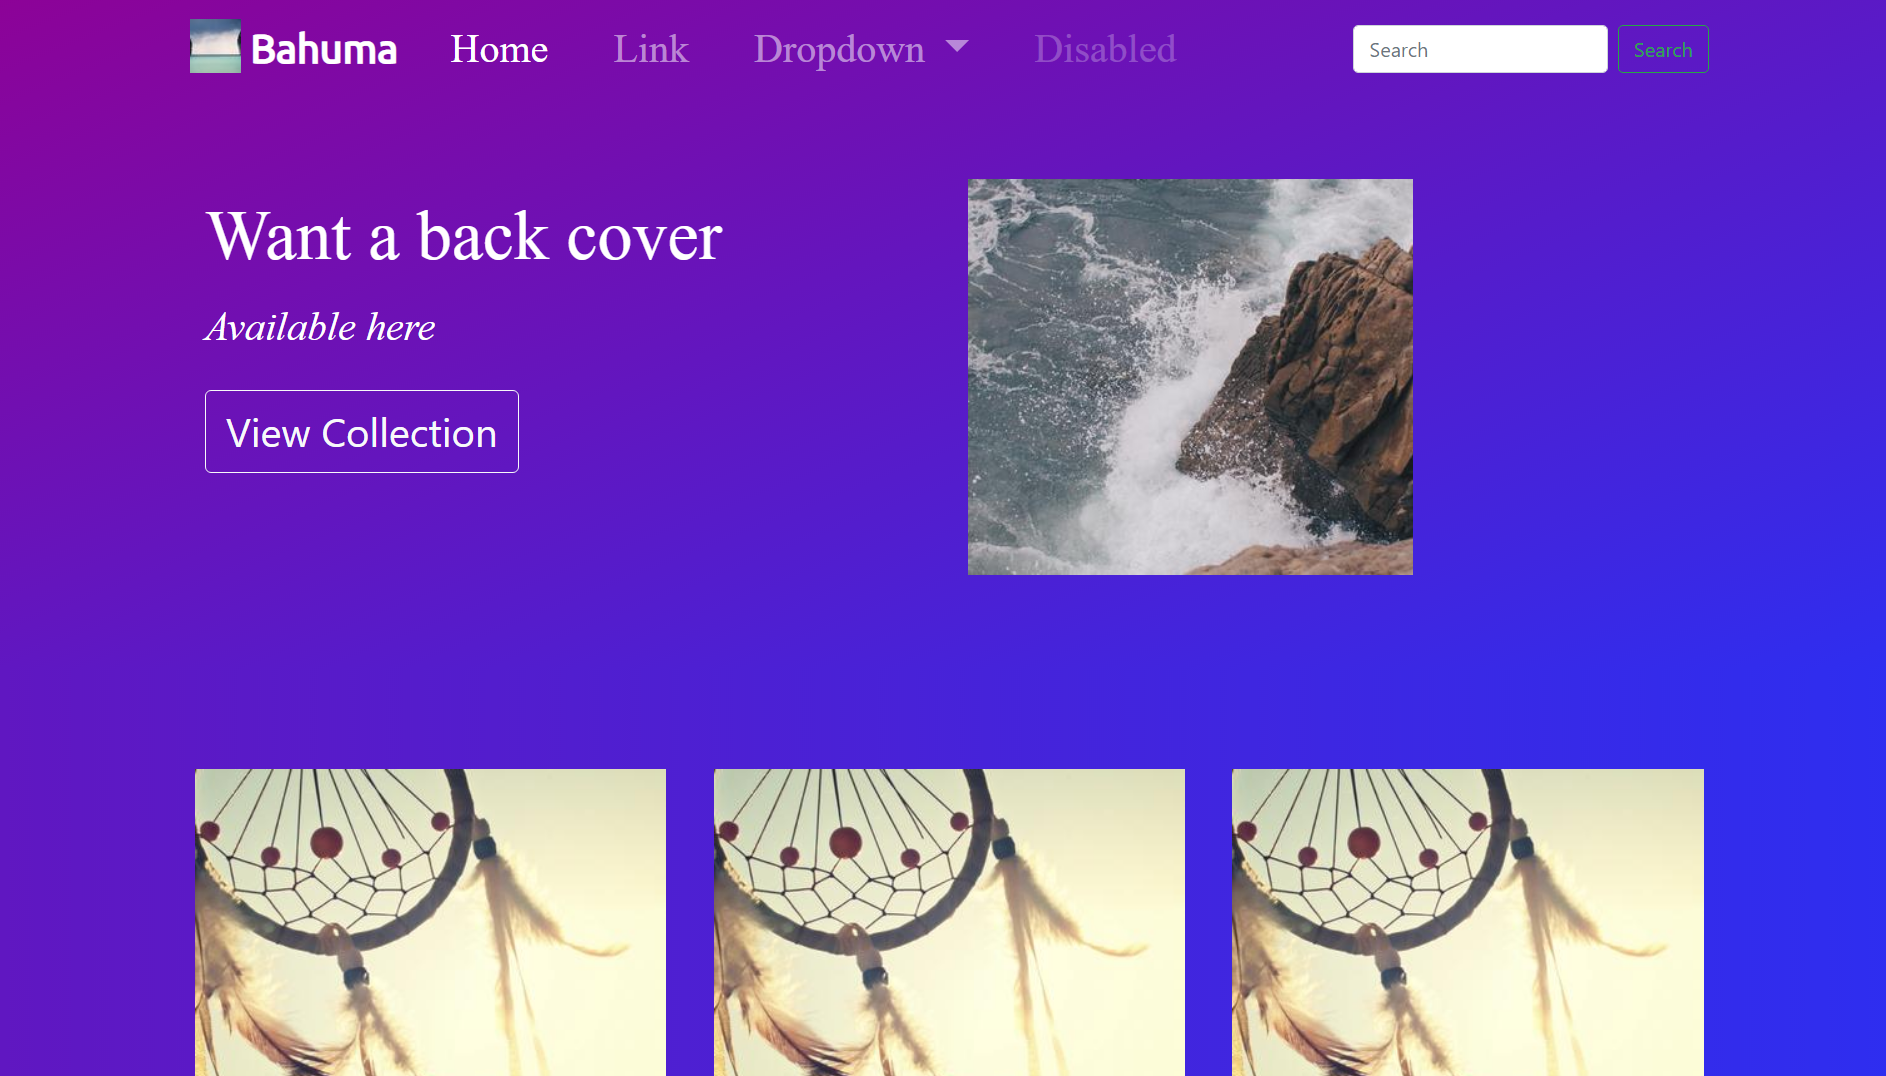 Bahuma Home Link Dropdown Disabled Search Search
Want a back cover
Available here
View Collection